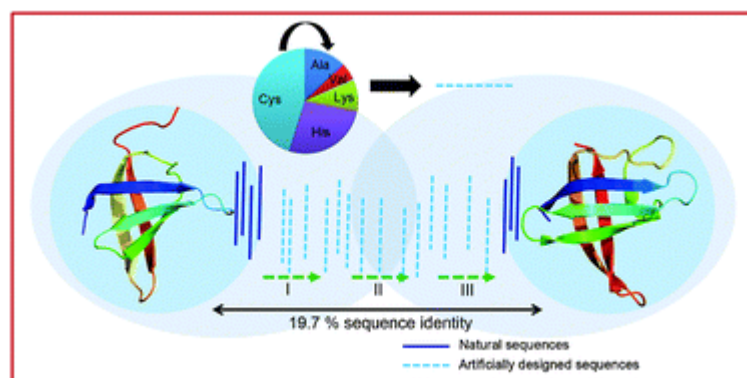 Ala
Val
Lys
His
Cys
I II III
19.7 % sequence identity
Natural sequences
Artificially designed sequences